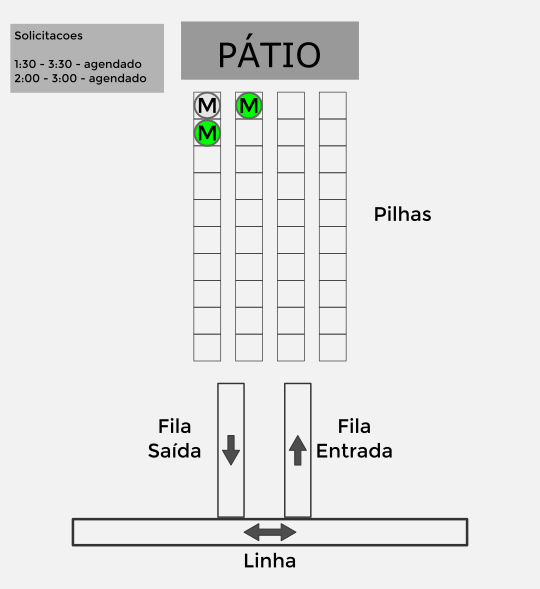 Solicitacoes
1:30 - 3:30 - agendado
2:00 - 3:00 - agendado
PÁTIO
M
M
M
Pilhas
Fila
Saída
Fila
Entrada
Linha